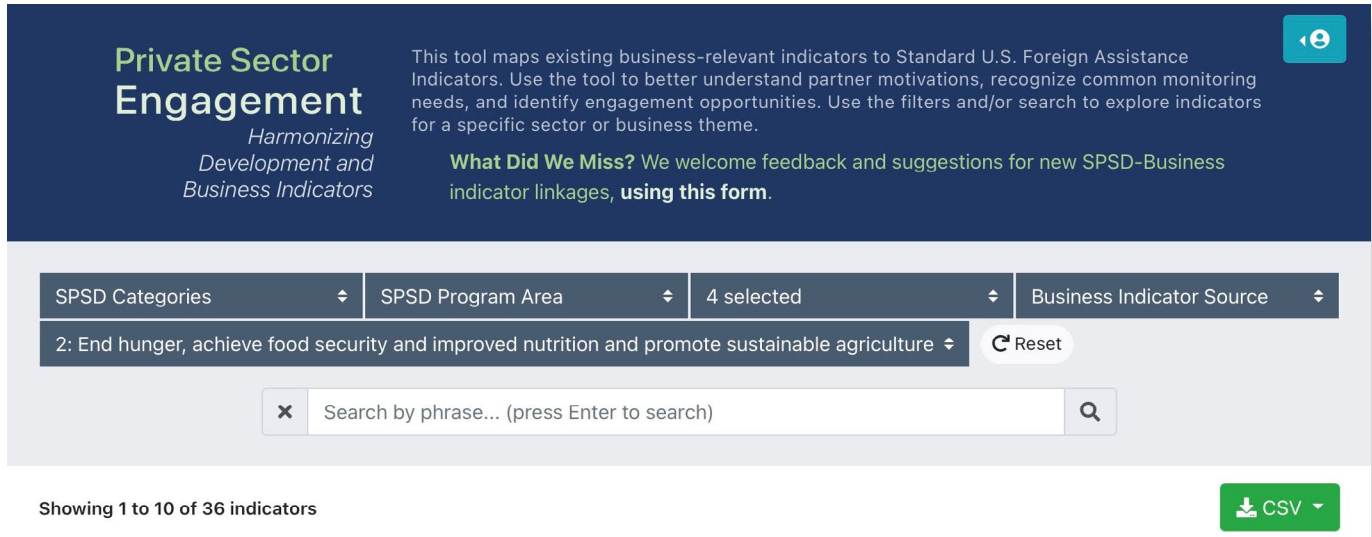 Private Sector
Engagement
Harmonizing
Development and
Business Indicators
This tool maps existing business-relevant indicators to Standard U.S. Foreign Assistance
Indicators. Use the tool to better understand partner motivations, recognize common monitoring
needs, and identify engagement opportunities. Use the filters and/or search to explore indicators
for a specific sector or business theme.
What Did We Miss? We welcome feedback and suggestions for new SPSD-Business
indicator linkages, using this form.
SPSD Categories
SPSD Program Area
4 selected
Business Indicator Source
2: End hunger, achieve food security and improved nutrition and promote sustainable agriculture
Reset
Search by phrase... (press Enter to search)
Showing 1 to 10 of 36 indicators
CSV